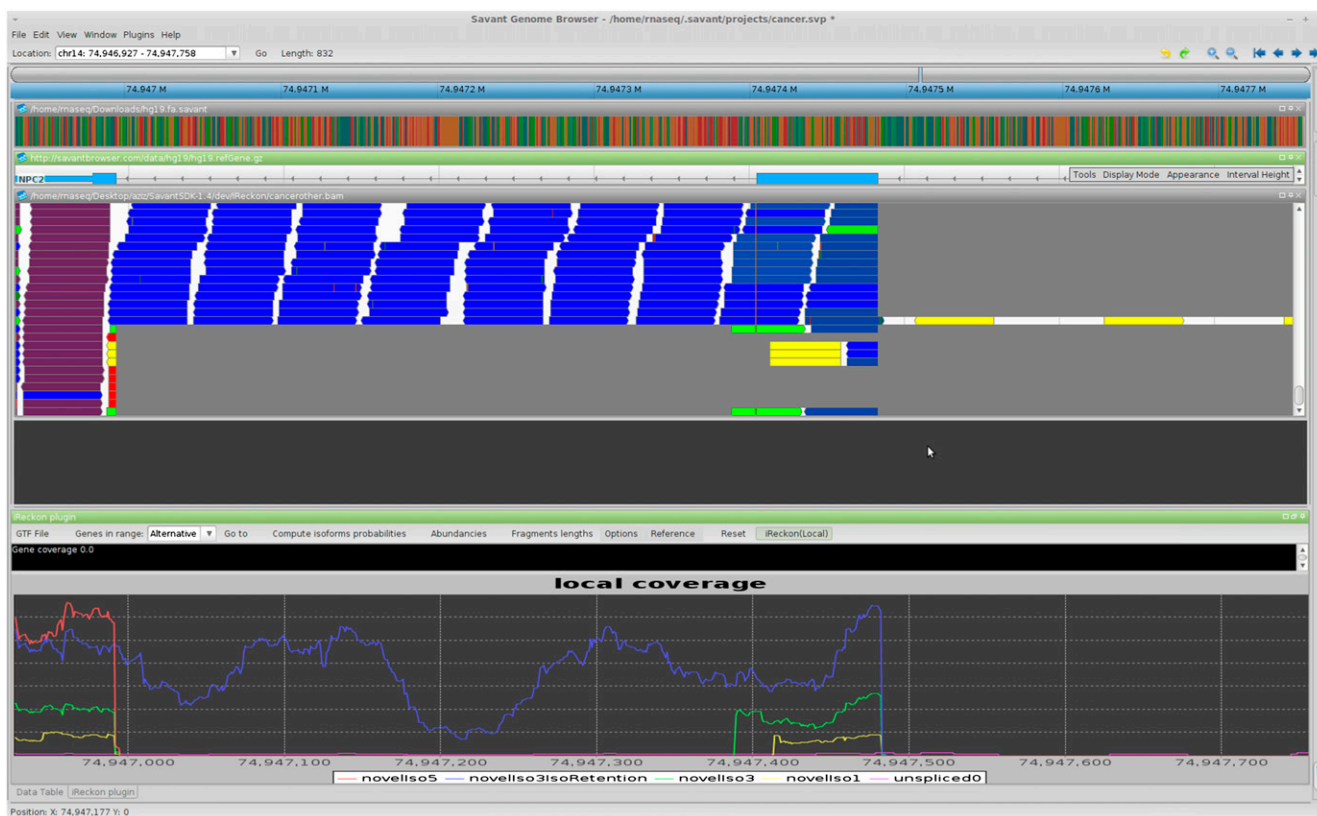 Savant Genome Browser - /home/rnaseq/.savant/projects/cancer.svp *
File Edit View Window Plugins Help
Location: chr14: 74,946,927 - 74,947,758 Go Length: 832
74.947 M 74.9471 M 74.9472 M 74.9473 M 74.9474 M 74.9475 M 74.9476 M 74.9477 M
/home/rnaseq/Downloads/hg19.fa.savant
http://savantbrowser.com/data/hg19/hg19.refGene.gz
NPC2 Tools Display Mode Appearance Interval Height
/home/rnaseq/Desktop/aziz/SavantSDK-1.4/dev/IReckon/cancerother.bam
iReckon plugin
GTF File Genes in range: Alternative Go to Compute isoforms probabilities Abundancies Fragments lengths Options Reference Reset iReckon(Local)
Gene coverage 0.0
local coverage
74,947,000 74,947,100 74,947,200 74,947,300 74,947,400 74,947,500 74,947,600 74,947,700
novelIso5 novelIso3IsoRetention novelIso3 novelIso1 unspliced0
Data Table iReckon plugin
Position: X: 74,947,177 Y: 0